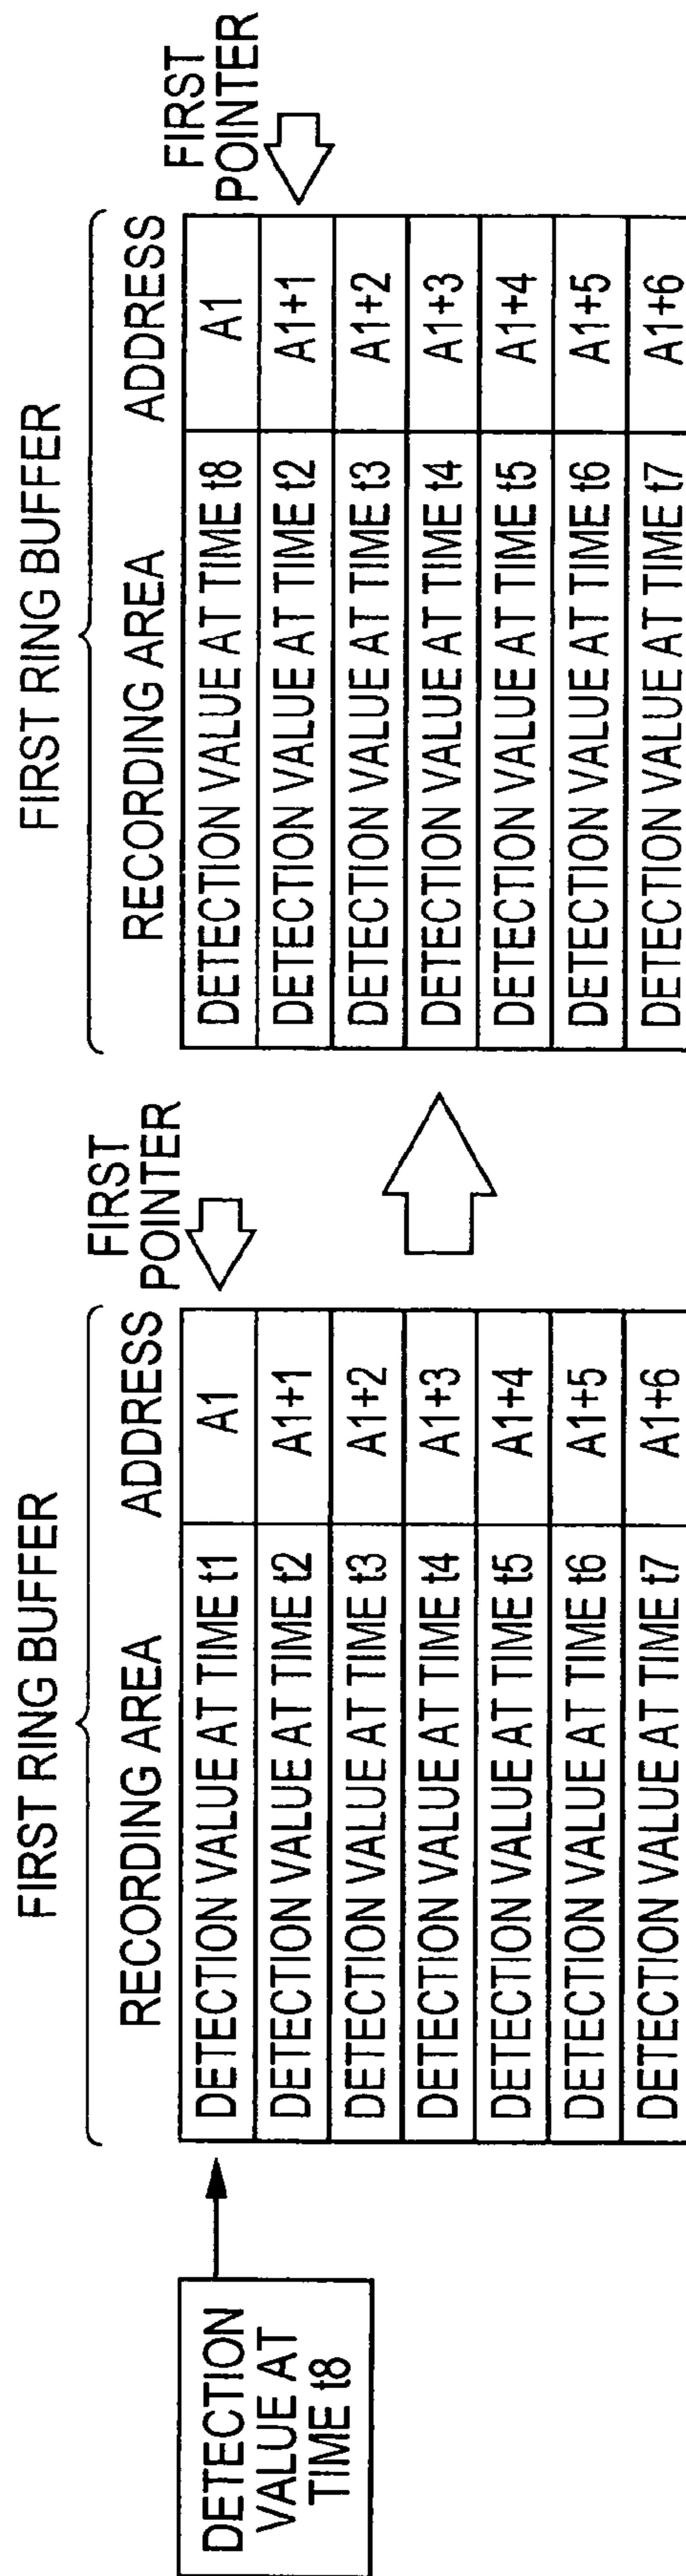 DETECTION
VALUE AT
TIME t8
FIRST RING BUFFER
RECORDING AREA ADDRESS
FIRST
POINTER
DETECTION VALUE AT TIME t1 A1
DETECTION VALUE AT TIME t2 A1+1
DETECTION VALUE AT TIME t3 A1+2
DETECTION VALUE AT TIME t4 A1+3
DETECTION VALUE AT TIME t5 A1+4
DETECTION VALUE AT TIME t6 A1+5
DETECTION VALUE AT TIME t7 A1+6
FIRST RING BUFFER
RECORDING AREA ADDRESS
FIRST
POINTER
DETECTION VALUE AT TIME t8 A1
DETECTION VALUE AT TIME t2 A1+1
DETECTION VALUE AT TIME t3 A1+2
DETECTION VALUE AT TIME t4 A1+3
DETECTION VALUE AT TIME t5 A1+4
DETECTION VALUE AT TIME t6 A1+5
DETECTION VALUE AT TIME t7 A1+6